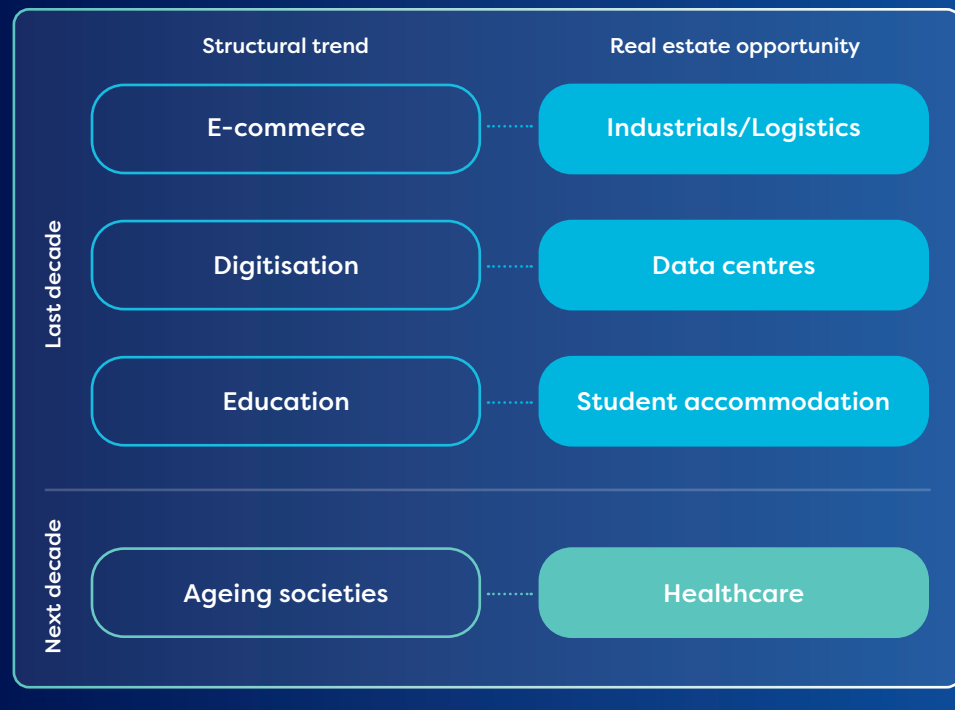 Structural trend
Real estate opportunity
Last decade
E-commerce
Industrials/Logistics
Digitisation
Data centres
Education
Student accommodation
Next decade
Ageing societies
Healthcare